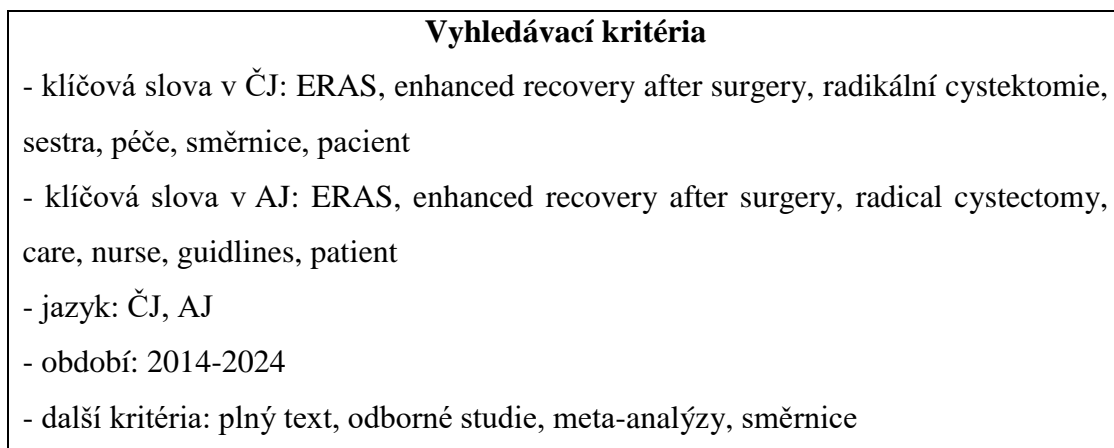 Vyhledávací kritéria
- klíčová slova v ČJ: ERAS, enhanced recovery after surgery, radikální cystektomie,
sestra, péče, směrnice, pacient
- klíčová slova v AJ: ERAS, enhanced recovery after surgery, radical cystectomy,
care, nurse, guidlines, patient
- jazyk: ČJ, AJ
- období: 2014-2024
- další kritéria: plný text, odborné studie, meta-analýzy, směrnice